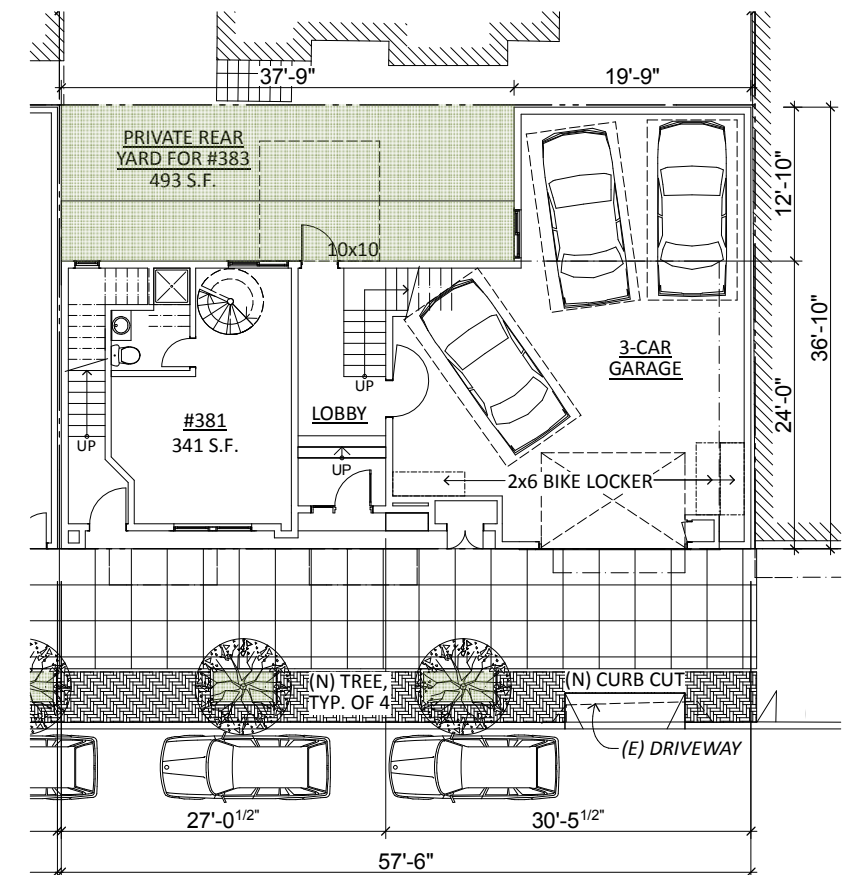 37'-9"
19'-9"
PRIVATE REAR
YARD FOR #383
493 S.F.
12'-10"
10x10
36'-10"
3-CAR
GARAGE
24'-0"
UP
#381
341 S.F.
LOBBY
UP
UP
2x6 BIKE LOCKER
(N) TREE,
TYP. OF 4
(N) CURB CUT
(E) DRIVEWAY
27'-0 1/2"
30'-5 1/2"
57'-6"